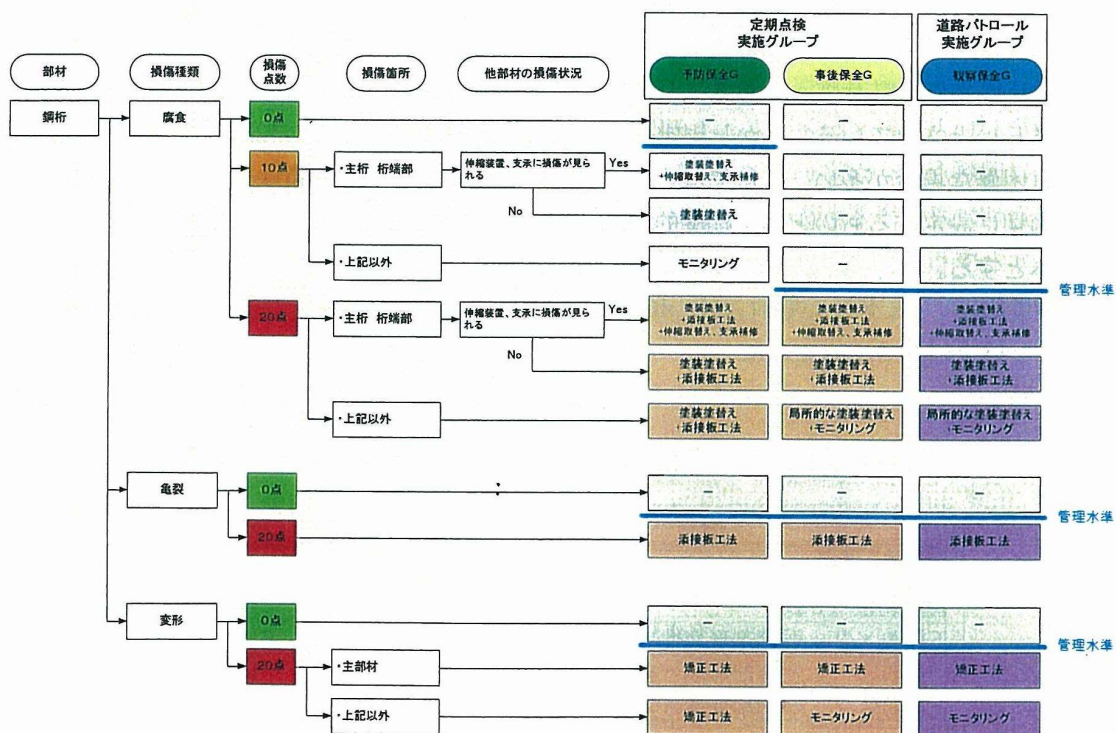 定期点検
実施グループ
道路パトロール
実施グループ
部材
損傷種類
損傷
点数
損傷箇所
他部材の損傷状況
予防保全G
事後保全G
観察保全G
鋼桁
腐食
0点
－
－
－
10点
・主桁 桁端部
伸縮装置、支承に損傷が見ら
れる
Yes
塗装塗替え
+伸縮取替え、支承補修
－
－
No
塗装塗替え
－
－
・上記以外
モニタリング
－
－
管理水準
20点
・主桁 桁端部
伸縮装置、支承に損傷が見ら
れる
Yes
塗装塗替え
+添接板工法
+伸縮取替え、支承補修
塗装塗替え
+添接板工法
+伸縮取替え、支承補修
塗装塗替え
+添接板工法
+伸縮取替え、支承補修
No
塗装塗替え
+添接板工法
塗装塗替え
+添接板工法
塗装塗替え
+添接板工法
・上記以外
塗装塗替え
+添接板工法
局所的な塗装塗替え
+モニタリング
局所的な塗装塗替え
+モニタリング
亀裂
0点
－
－
－
管理水準
20点
添接板工法
添接板工法
添接板工法
変形
0点
－
－
－
管理水準
20点
・主部材
矯正工法
矯正工法
矯正工法
・上記以外
矯正工法
モニタリング
モニタリング